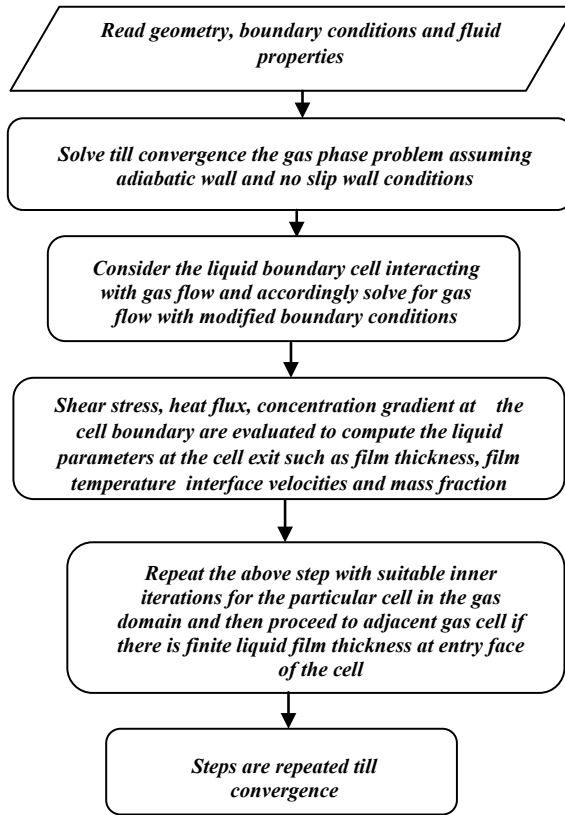 Read geometry, boundary conditions and fluid
properties
Solve till convergence the gas phase problem assuming
adiabatic wall and no slip wall conditions
Consider the liquid boundary cell interacting
with gas flow and accordingly solve for gas
flow with modified boundary conditions
Shear stress, heat flux, concentration gradient at the
cell boundary are evaluated to compute the liquid
parameters at the cell exit such as film thickness, film
temperature interface velocities and mass fraction
Repeat the above step with suitable inner
iterations for the particular cell in the gas
domain and then proceed to adjacent gas cell if
there is finite liquid film thickness at entry face
of the cell
Steps are repeated till
convergence